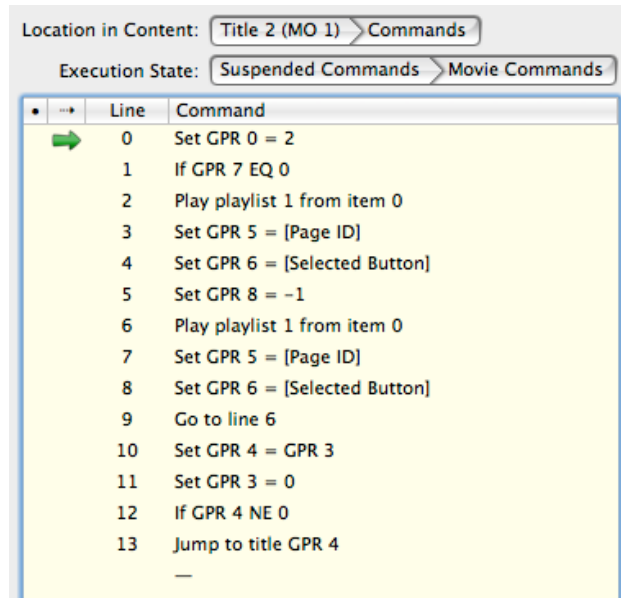 Location in Content: Title 2 (MO 1) Commands
Execution State: Suspended Commands Movie Commands
Line Command
0 Set GPR 0 = 2
1 If GPR 7 EQ 0
2 Play playlist 1 from item 0
3 Set GPR 5 = [Page ID]
4 Set GPR 6 = [Selected Button]
5 Set GPR 8 = -1
6 Play playlist 1 from item 0
7 Set GPR 5 = [Page ID]
8 Set GPR 6 = [Selected Button]
9 Go to line 6
10 Set GPR 4 = GPR 3
11 Set GPR 3 = 0
12 If GPR 4 NE 0
13 Jump to title GPR 4
—